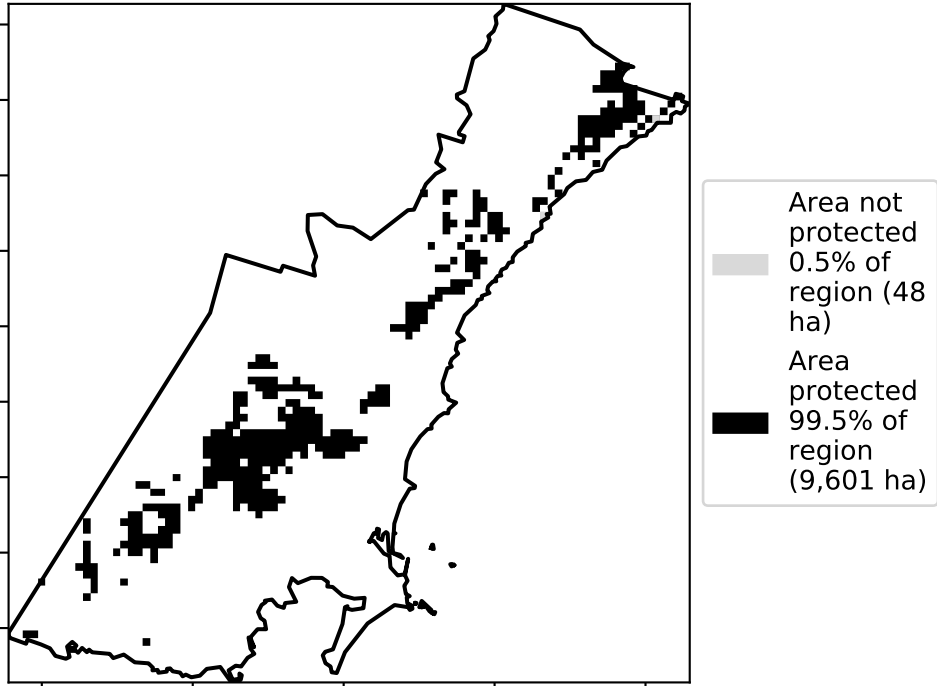 Area not
protected
0.5% of
region (48
ha)
Area
protected
99.5% of
region
(9,601 ha)